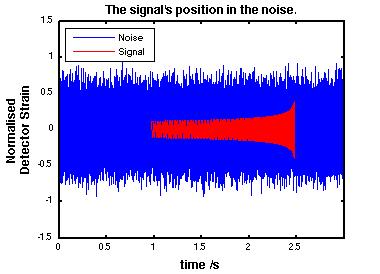 The signal's position in the noise.
Noise
Signal
Normalised
Detector Strain
1.5
1
0.5
0
-0.5
-1
-1.5
0 0.5 1 1.5 2 2.5
time /s